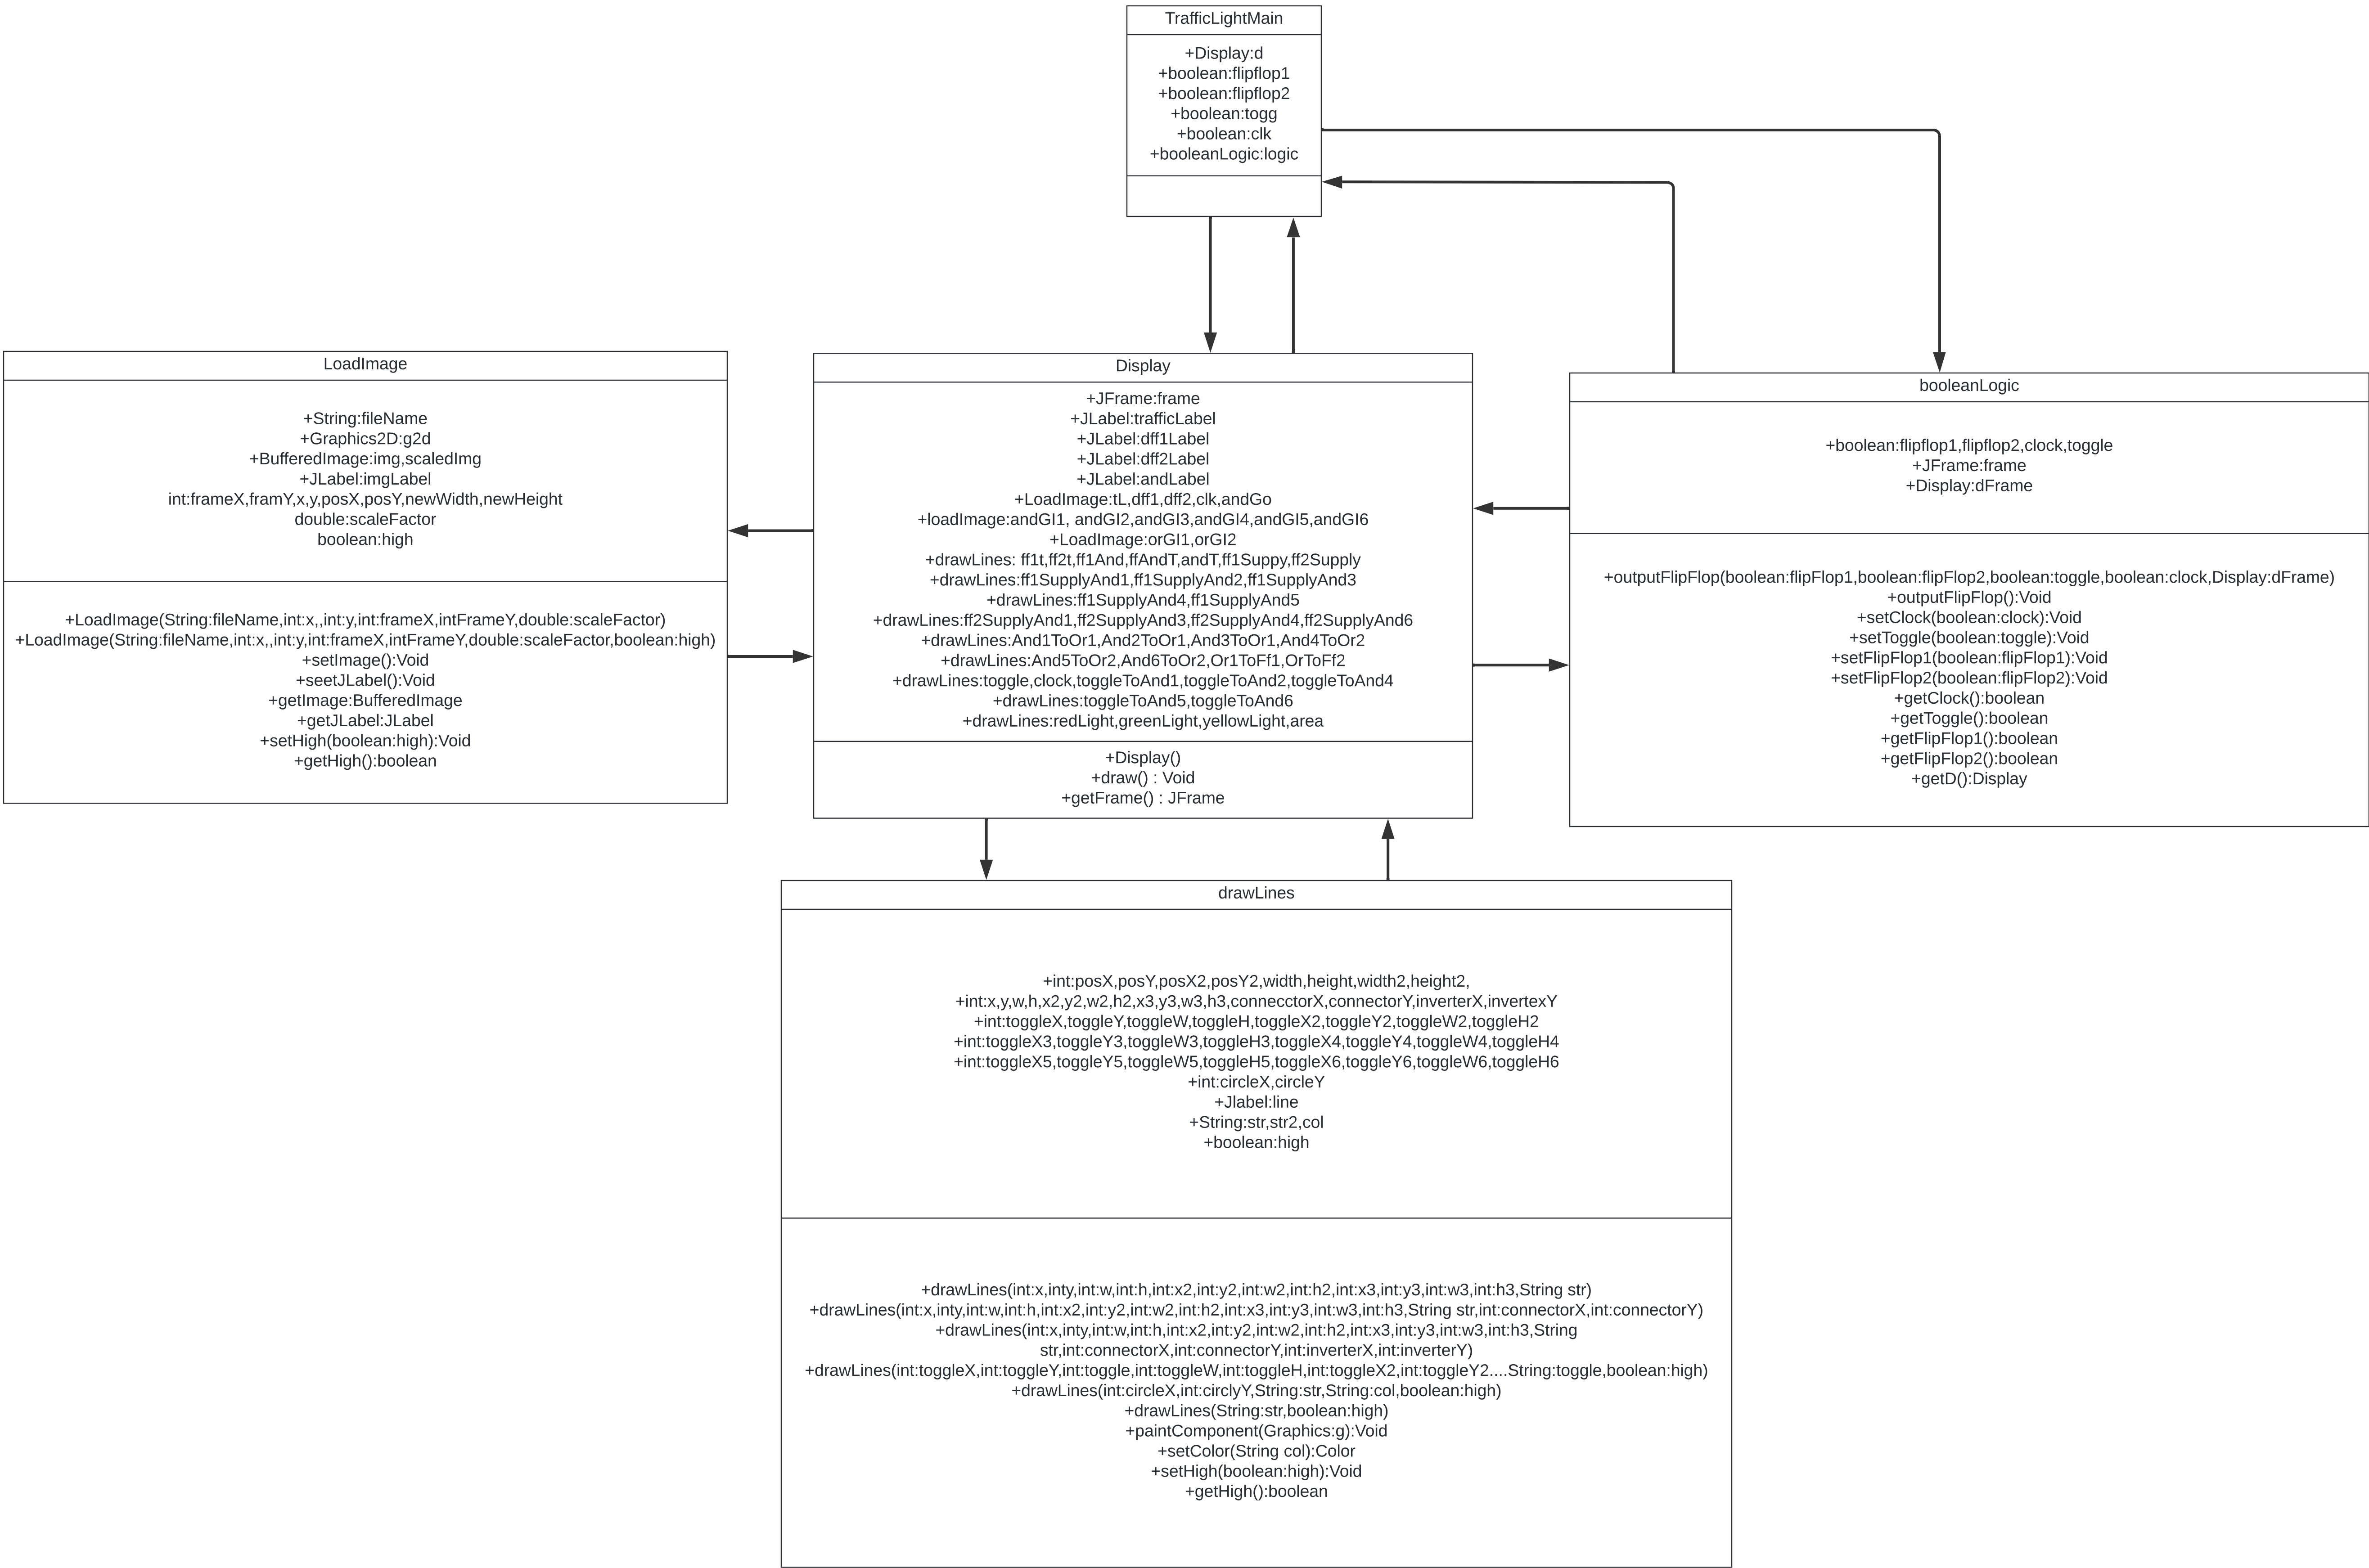 TrafficLightMain
+Display:d
+boolean:flipflop1
+boolean:flipflop2
+boolean:togg
+boolean:clk
+booleanLogic:logic
LoadImage
+String:fileName
+Graphics2D:g2d
+BufferedImage:img,scaledImg
+JLabel:imgLabel
int:frameX,framY,x,y,posX,posY,newWidth,newHeight
double:scaleFactor
boolean:high
+LoadImage(String:fileName,int:x,,int:y,int:frameX,intFrameY,double:scaleFactor)
+LoadImage(String:fileName,int:x,,int:y,int:frameX,intFrameY,double:scaleFactor,boolean:high)
+setImage():Void
+seetJLabel():Void
+getImage:BufferedImage
+getJLabel:JLabel
+setHigh(boolean:high):Void
+getHigh():boolean
Display
+JFrame:frame
+JLabel:trafficLabel
+JLabel:dff1Label
+JLabel:dff2Label
+JLabel:andLabel
+LoadImage:tL,dff1,dff2,clk,andGo
+loadImage:andGI1, andGI2,andGI3,andGI4,andGI5,andGI6
+LoadImage:orGI1,orGI2
+drawLines: ff1t,ff2t,ff1And,ffAndT,andT,ff1Suppy,ff2Supply
+drawLines:ff1SupplyAnd1,ff1SupplyAnd2,ff1SupplyAnd3
+drawLines:ff1SupplyAnd4,ff1SupplyAnd5
+drawLines:ff2SupplyAnd1,ff2SupplyAnd3,ff2SupplyAnd4,ff2SupplyAnd6
+drawLines:And1ToOr1,And2ToOr1,And3ToOr1,And4ToOr2
+drawLines:And5ToOr2,And6ToOr2,Or1ToFf1,OrToFf2
+drawLines:toggle,clock,toggleToAnd1,toggleToAnd2,toggleToAnd4
+drawLines:toggleToAnd5,toggleToAnd6
+drawLines:redLight,greenLight,yellowLight,area
+Display()
+draw() : Void
+getFrame() : JFrame
booleanLogic
+boolean:flipflop1,flipflop2,clock,toggle
+JFrame:frame
+Display:dFrame
+outputFlipFlop(boolean:flipFlop1,boolean:flipFlop2,boolean:toggle,boolean:clock,Display:dFrame)
+outputFlipFlop():Void
+setClock(boolean:clock):Void
+setToggle(boolean:toggle):Void
+setFlipFlop1(boolean:flipFlop1):Void
+setFlipFlop2(boolean:flipFlop2):Void
+getClock():boolean
+getToggle():boolean
+getFlipFlop1():boolean
+getFlipFlop2():boolean
+getD():Display
drawLines
+int:posX,posY,posX2,posY2,width,height,width2,height2,
+int:x,y,w,h,x2,y2,w2,h2,x3,y3,w3,h3,connecctorX,connectorY,inverterX,invertexY
+int:toggleX,toggleY,toggleW,toggleH,toggleX2,toggleY2,toggleW2,toggleH2
+int:toggleX3,toggleY3,toggleW3,toggleH3,toggleX4,toggleY4,toggleW4,toggleH4
+int:toggleX5,toggleY5,toggleW5,toggleH5,toggleX6,toggleY6,toggleW6,toggleH6
+int:circleX,circleY
+Jlabel:line
+String:str,str2,col
+boolean:high
+drawLines(int:x,inty,int:w,int:h,int:x2,int:y2,int:w2,int:h2,int:x3,int:y3,int:w3,int:h3,String str)
+drawLines(int:x,inty,int:w,int:h,int:x2,int:y2,int:w2,int:h2,int:x3,int:y3,int:w3,int:h3,String str,int:connectorX,int:connectorY)
+drawLines(int:x,inty,int:w,int:h,int:x2,int:y2,int:w2,int:h2,int:x3,int:y3,int:w3,int:h3,String
str,int:connectorX,int:connectorY,int:inverterX,int:inverterY)
+drawLines(int:toggleX,int:toggleY,int:toggle,int:toggleW,int:toggleH,int:toggleX2,int:toggleY2....String:toggle,boolean:high)
+drawLines(int:circleX,int:circlyY,String:str,String:col,boolean:high)
+drawLines(String:str,boolean:high)
+paintComponent(Graphics:g):Void
+setColor(String col):Color
+setHigh(boolean:high):Void
+getHigh():boolean